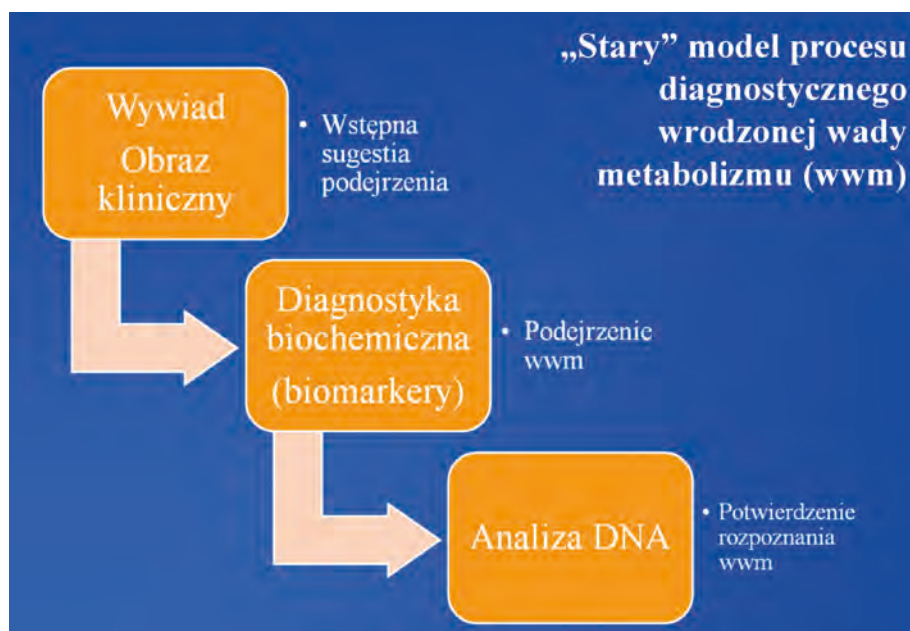 „Stary” model procesu
diagnostycznego
wrodzonej wady
metabolizmu (wwm)
Wywiad
Obraz
kliniczny
• Wstępna
sugestia
podejrzenia
Diagnostyka
biochemiczna
(biomarkery)
• Podejrzenie
wwm
Analiza DNA
• Potwierdzenie
rozpoznania
wwm